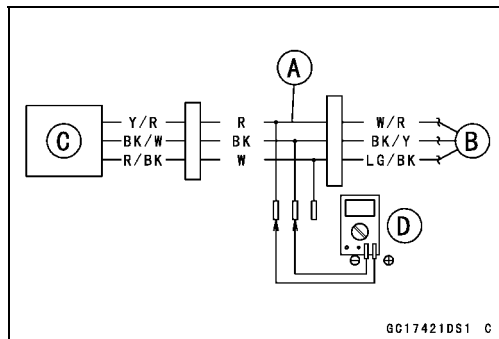 A
Y/R R W/R
C BK/W BK BK/Y B
R/BK W LG/BK
D
⊖ ⊕
GC17421DS1 C